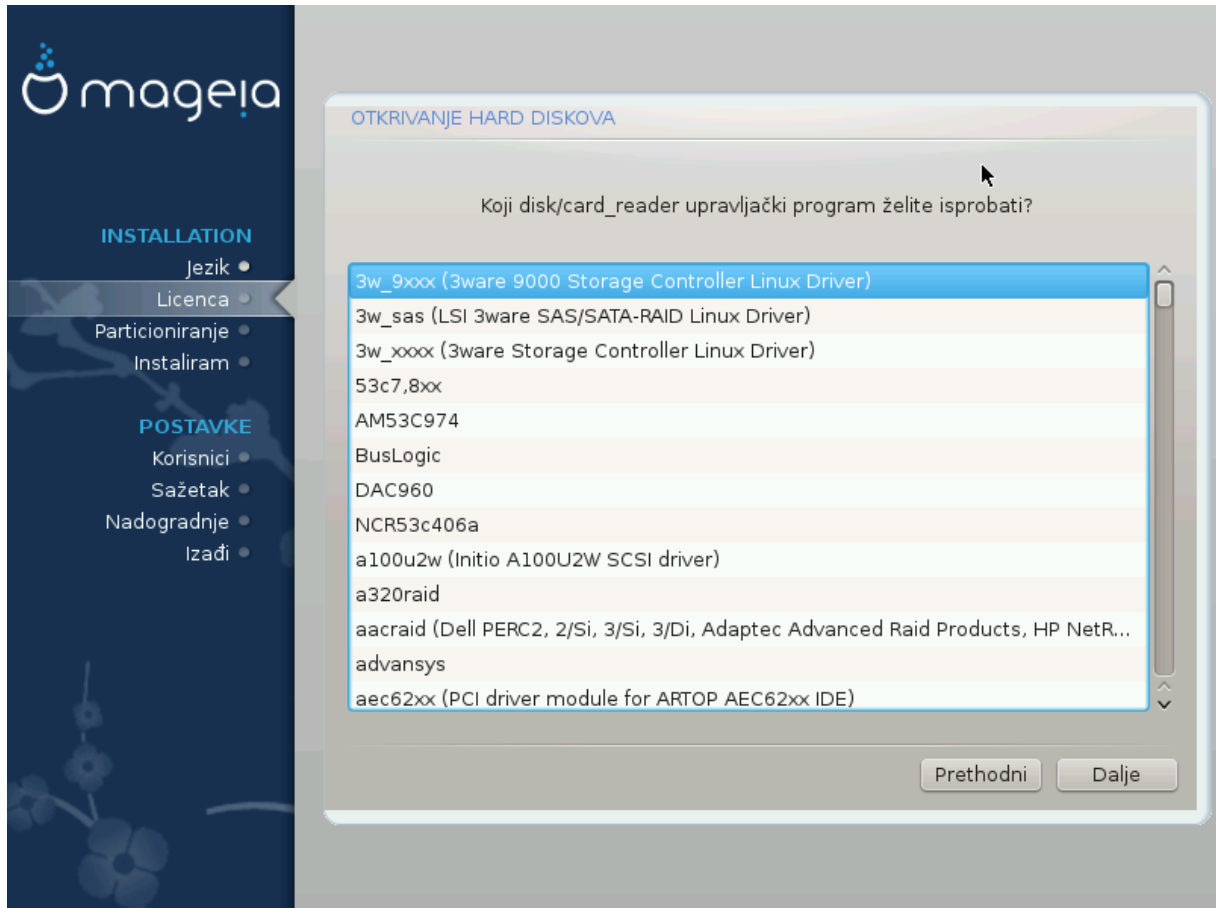 mageia
INSTALLATION
Jezik
Licenca
Particioniranje
Instaliram
POSTAVKE
Korisnici
Sažetak
Nadogradnje
Izađi
OTKRIVANJE HARD DISKOVA
Koji disk/card_reader upravljački program želite isprobati?
3w_9xxx (3ware 9000 Storage Controller Linux Driver)
3w_sas (LSI 3ware SAS/SATA-RAID Linux Driver)
3w_xxxx (3ware Storage Controller Linux Driver)
53c7,8xx
AM53C974
BusLogic
DAC960
NCR53c406a
a100u2w (Initio A100U2W SCSI driver)
a320raid
aacraid (Dell PERC2, 2/Si, 3/Si, 3/Di, Adaptec Advanced Raid Products, HP NetR...
advansys
aec62xx (PCI driver module for ARTOP AEC62xx IDE)
Prethodni
Dalje